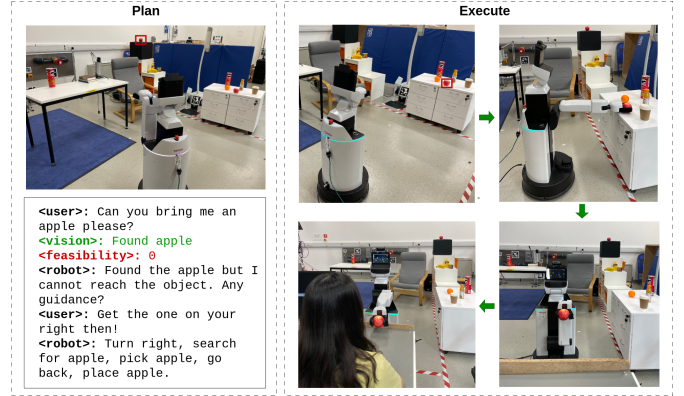 Plan
Execute
<user>: Can you bring me an
apple please?
<vision>: Found apple
<feasibility>: 0
<robot>: Found the apple but I
cannot reach the object. Any
guidance?
<user>: Get the one on your
right then!
<robot>: Turn right, search
for apple, pick apple, go
back, place apple.